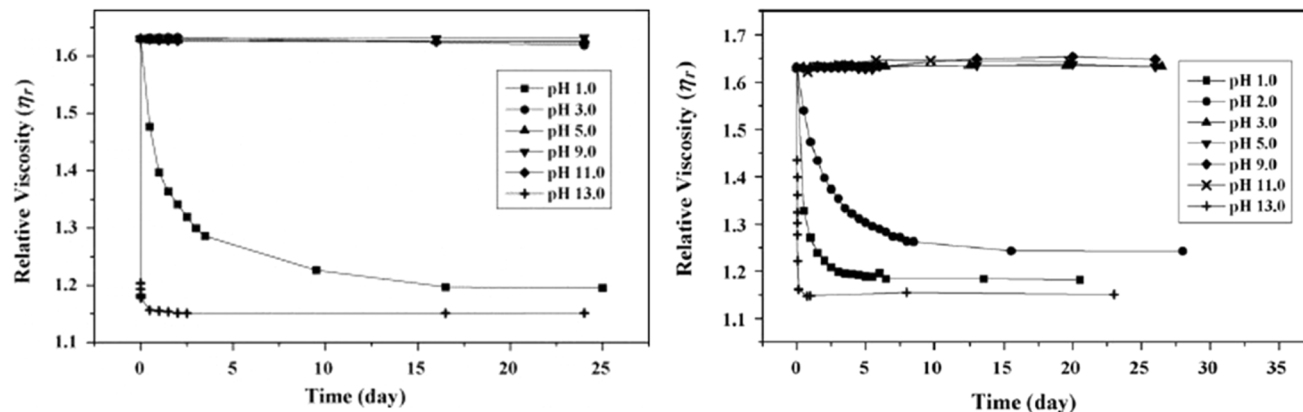 1.6
1.5
1.4
1.3
1.2
1.1
Relative Viscosity (ηr)
pH 1.0
pH 3.0
pH 5.0
pH 9.0
pH 11.0
pH 13.0
0 5 10 15 20 25
Time (day)
1.7
1.6
1.5
1.4
1.3
1.2
1.1
Relative Viscosity (ηr)
pH 1.0
pH 2.0
pH 3.0
pH 5.0
pH 9.0
pH 11.0
pH 13.0
0 5 10 15 20 25 30 35
Time (day)